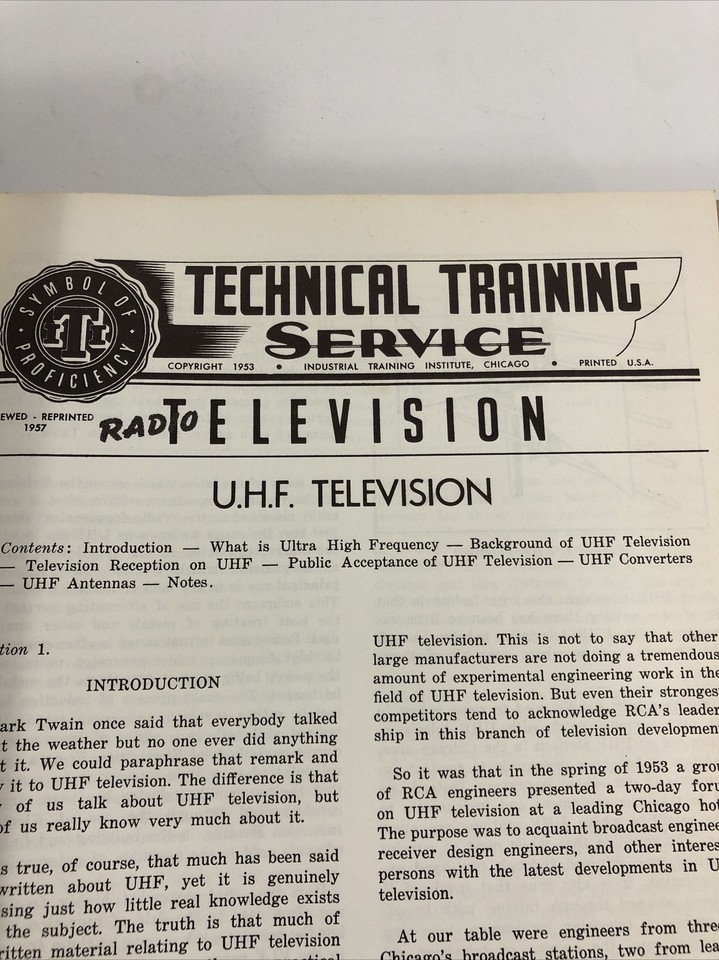 SYMBOL OF PROFICIENCY
ITI
TECHNICAL TRAINING
SERVICE
COPYRIGHT 1953 • INDUSTRIAL TRAINING INSTITUTE, CHICAGO • PRINTED U.S.A.
EWED - REPRINTED
1957
RADIO TELEVISION
U.H.F. TELEVISION
Contents: Introduction — What is Ultra High Frequency — Background of UHF Television
— Television Reception on UHF — Public Acceptance of UHF Television — UHF Converters
— UHF Antennas — Notes.
tion 1.
INTRODUCTION
ark Twain once said that everybody talked
t the weather but no one ever did anything
t it. We could paraphrase that remark and
y it to UHF television. The difference is that
y of us talk about UHF television, but
of us really know very much about it.
s true, of course, that much has been said
written about UHF, yet it is genuinely
sing just how little real knowledge exists
the subject. The truth is that much of
ritten material relating to UHF television
UHF television. This is not to say that other
large manufacturers are not doing a tremendous
amount of experimental engineering work in the
field of UHF television. But even their stronges
competitors tend to acknowledge RCA's leader
ship in this branch of television developmen
So it was that in the spring of 1953 a grou
of RCA engineers presented a two-day foru
on UHF television at a leading Chicago hot
The purpose was to acquaint broadcast enginee
receiver design engineers, and other interes
persons with the latest developments in U
television.
At our table were engineers from three
Chicago's broadcast stations, two from lea